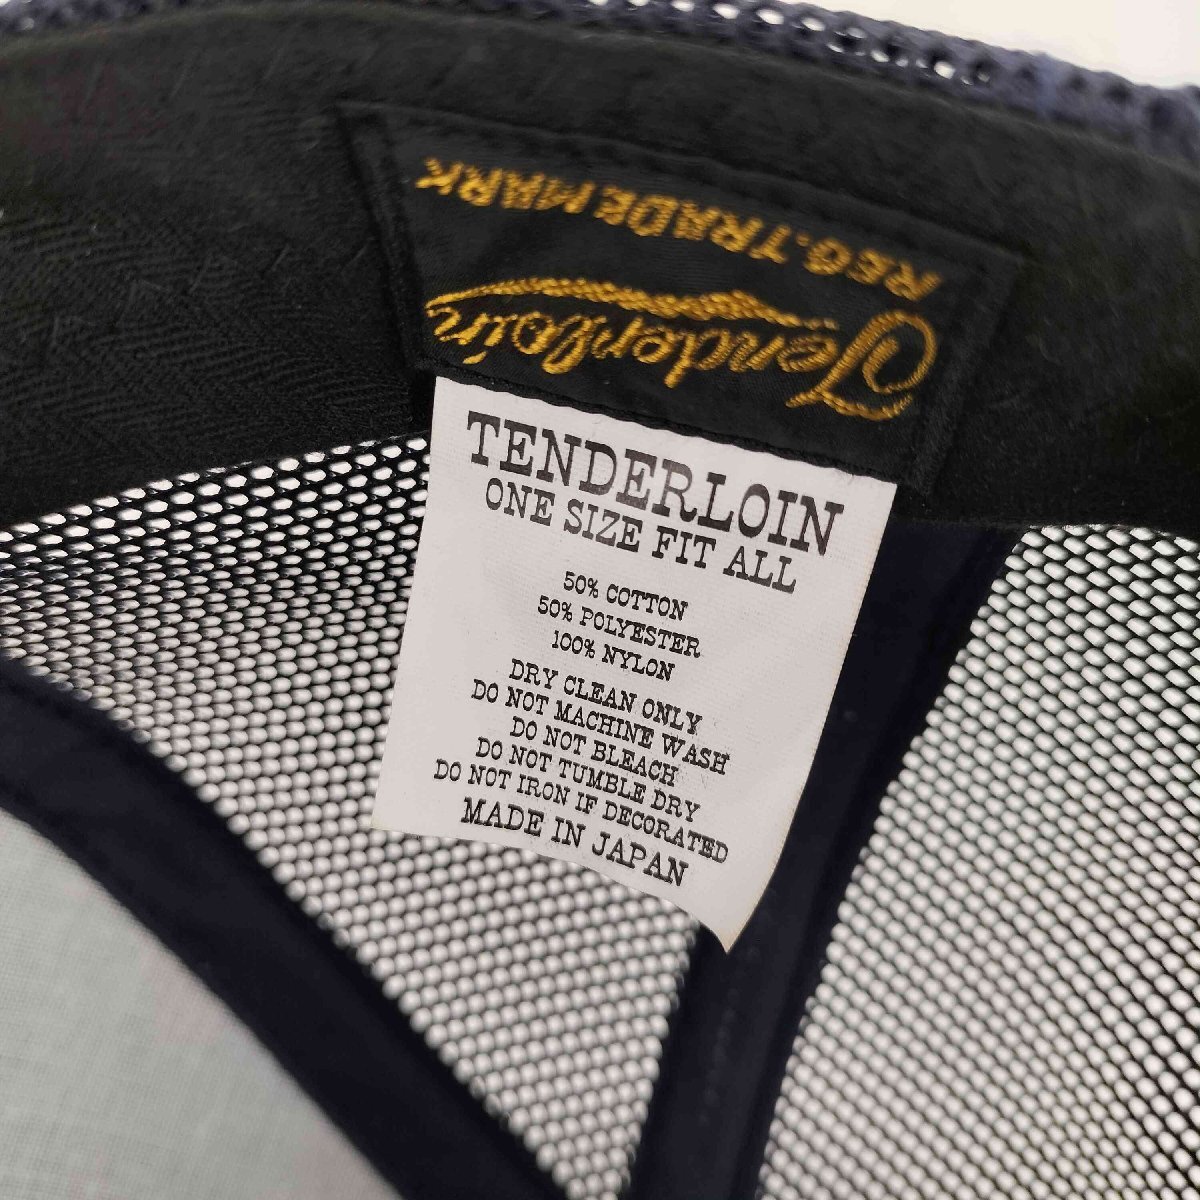 Tenderloin
REG. TRADE MARK
TENDERLOIN
ONE SIZE FIT ALL
50% COTTON
50% POLYESTER
100% NYLON
DRY CLEAN ONLY
DO NOT MACHINE WASH
DO NOT BLEACH
DO NOT TUMBLE DRY
DO NOT IRON IF DECORATED
MADE IN JAPAN